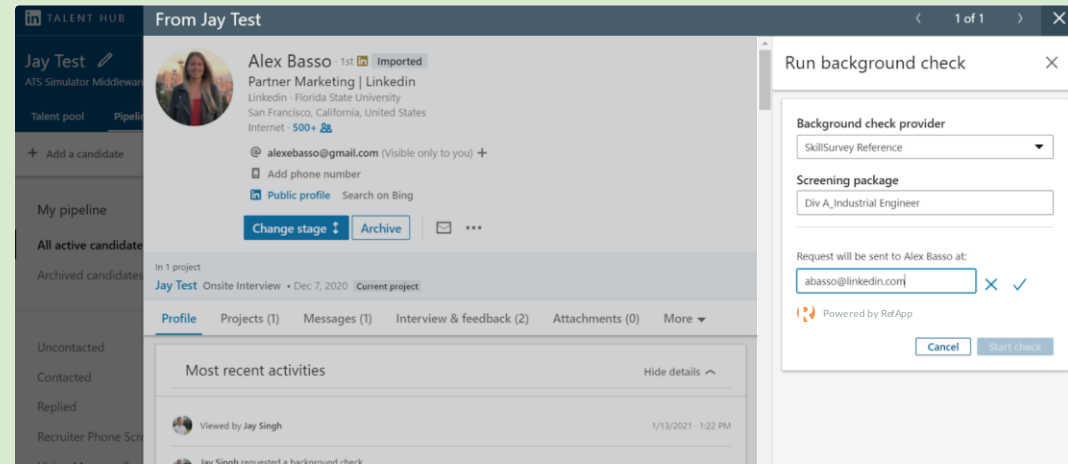 in TALENT HUB
From Jay Test
1 of 1
Jay Test
ATS Simulator Middlewar
Talent pool
Pipelin
+ Add a candidate
My pipeline
All active candidate
Archived candidates
Uncontacted
Contacted
Replied
Recruiter Phone Scre
Alex Basso · 1st in Imported
Partner Marketing | Linkedin
Linkedin · Florida State University
San Francisco, California, United States
Internet · 500+
@ alexebasso@gmail.com (Visible only to you) +
Add phone number
in Public profile Search on Bing
Change stage
Archive
In 1 project
Jay Test Onsite Interview • Dec 7, 2020 Current project
Profile Projects (1) Messages (1) Interview & feedback (2) Attachments (0) More
Most recent activities
Hide details
Viewed by Jay Singh
1/13/2021 - 1:22 PM
Jay Singh requested a background check
Run background check
Background check provider
SkillSurvey Reference
Screening package
Div A_Industrial Engineer
Request will be sent to Alex Basso at:
abasso@linkedin.com
Powered by RefApp
Cancel
Start check